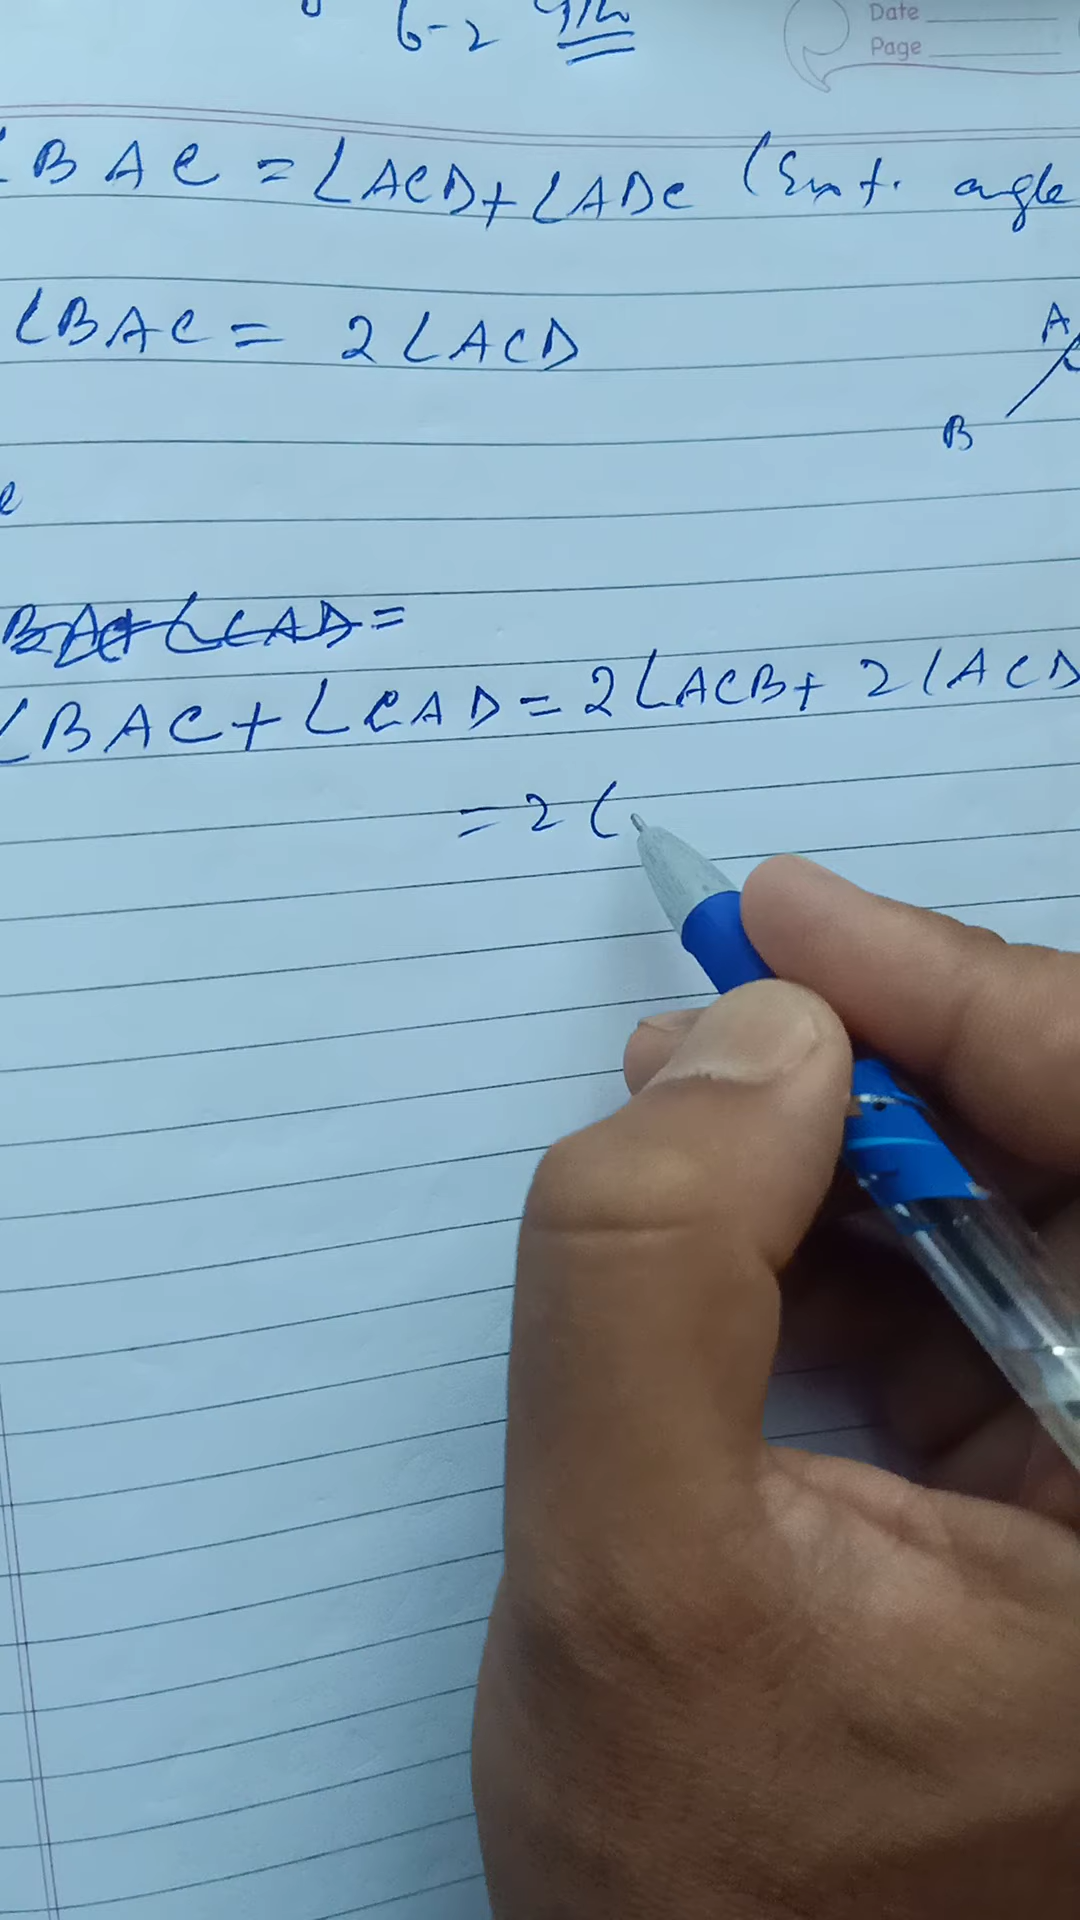 6-2
Date
Page
∠BAC = ∠ACD + ∠ADC (Ext. angle
∠BAC = 2∠ACD
A
B
∠CAD =
∠BAC + ∠CAD = 2∠ACB + 2∠ACD
= 2 (